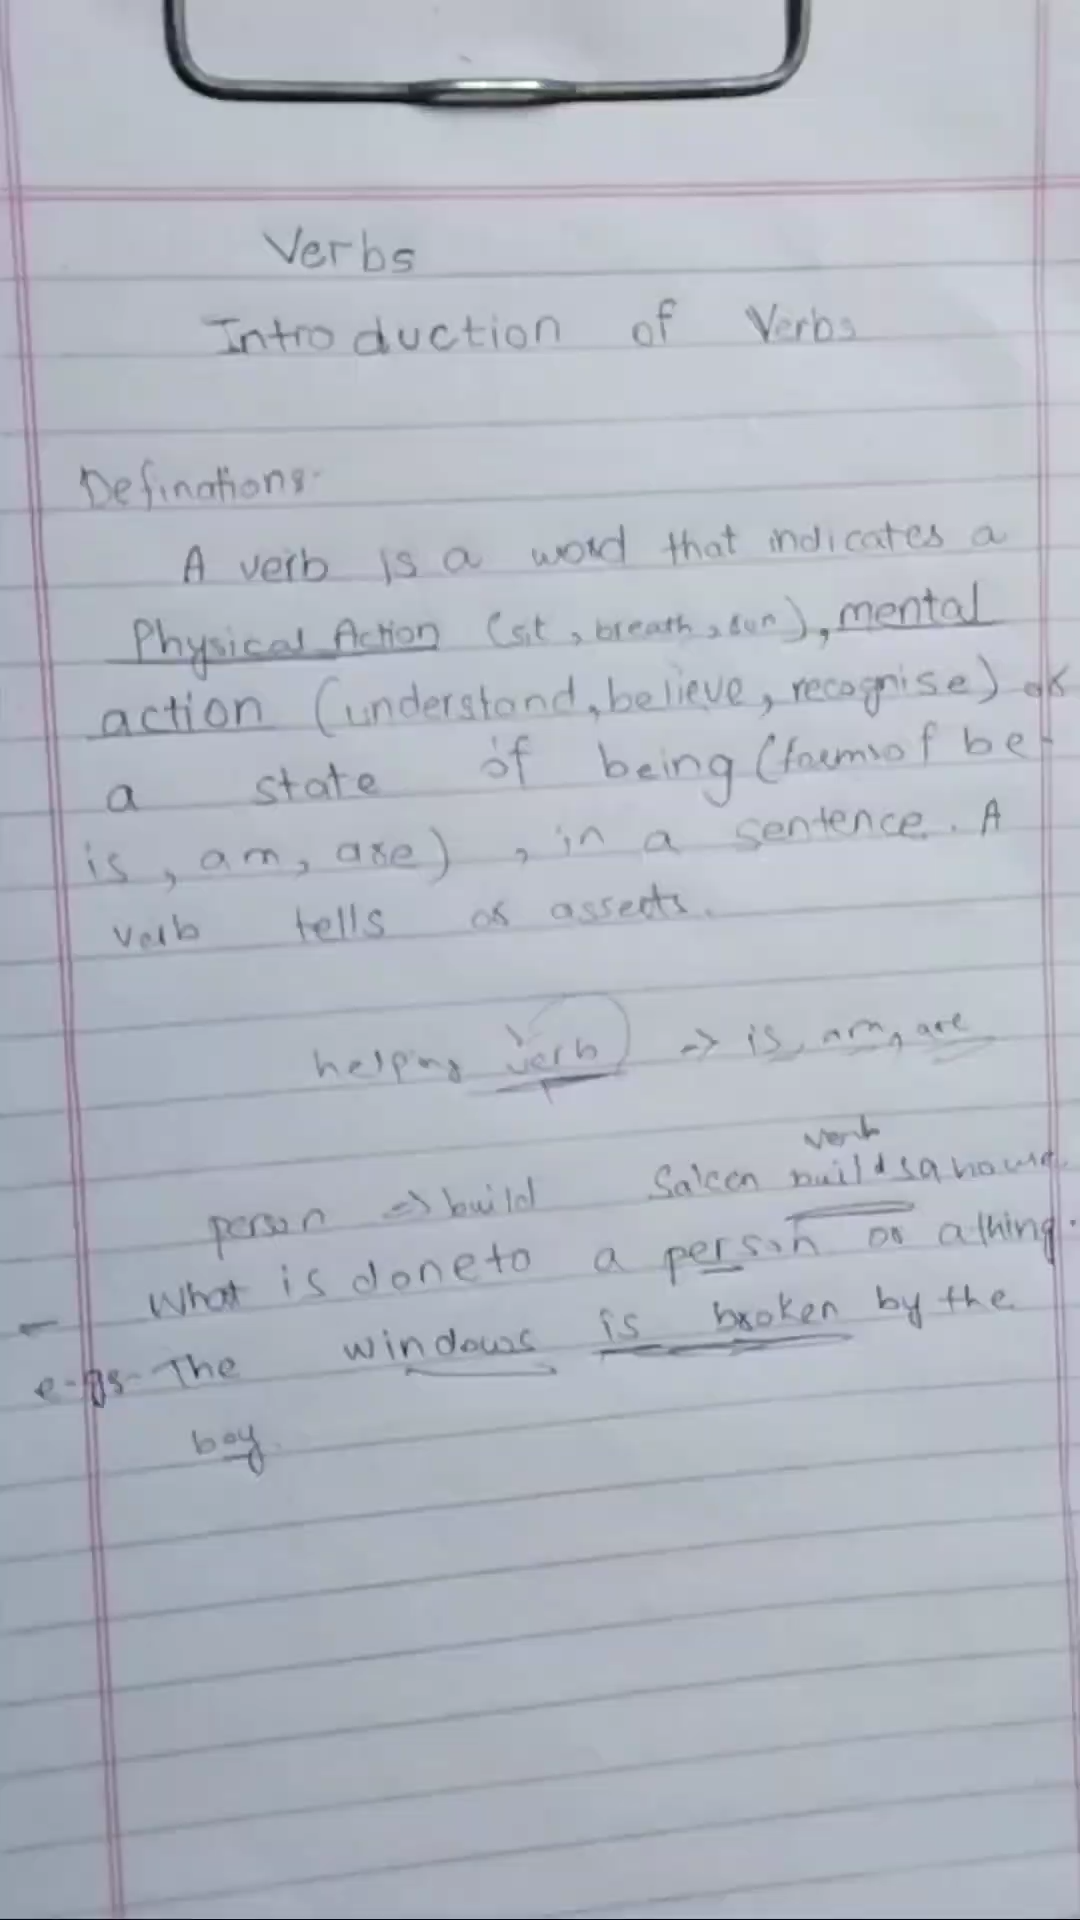 Verbs
Introduction of Verbs
Definations:-
A verb is a word that indicates a
Physical Action (sit, breath, run), mental
action (understand, believe, recognise) or
a state of being (forms of be-
is, am, are) , in a sentence. A
verb tells or asserts.
helping verb) -> is, am, are
verb
person => build Saleen builds a house
What is done to a person or a thing.
e-gs- The windows is broken by the
boy.